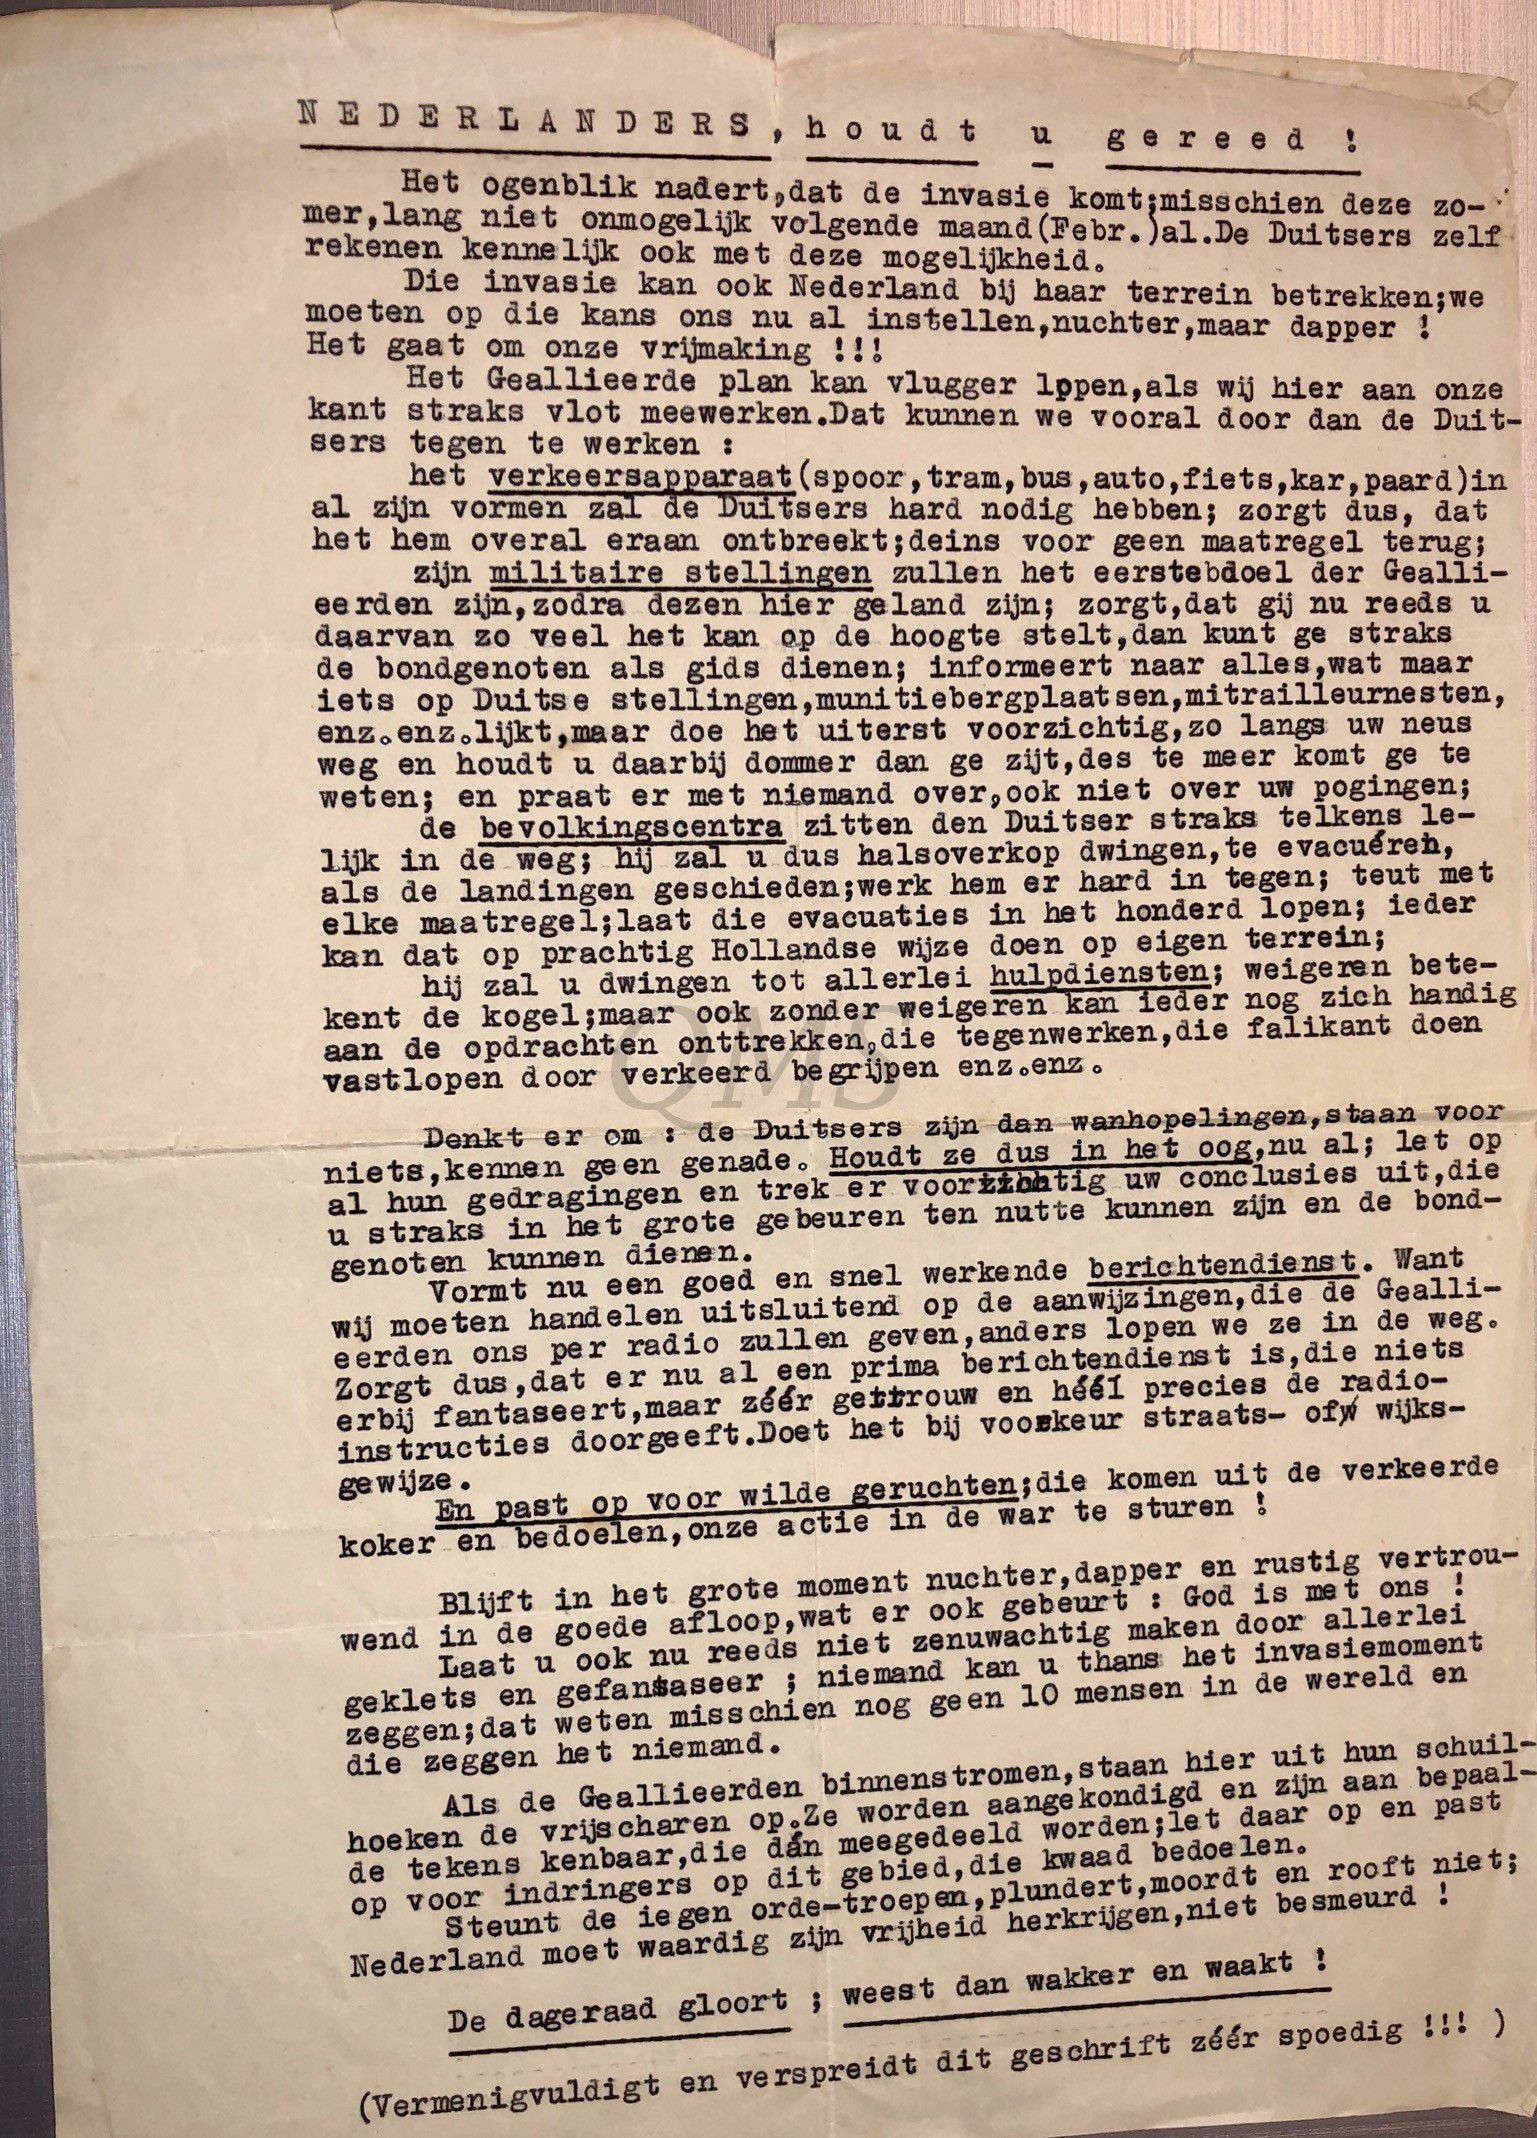 NEDERLANDERS, houdt u gereed !
Het ogenblik nadert,dat de invasie komt;misschien deze zo-
mer,lang niet onmogelijk volgende maand(Febr.)al.De Duitsers zelf
rekenen kennelijk ook met deze mogelijkheid.
Die invasie kan ook Nederland bij haar terrein betrekken;we
moeten op die kans ons nu al instellen,nuchter,maar dapper !
Het gaat om onze vrijmaking !!!
Het Geallieerde plan kan vlugger lppen,als wij hier aan onze
kant straks vlot meewerken.Dat kunnen we vooral door dan de Duit-
sers tegen te werken :
het verkeersapparaat(spoor,tram,bus,auto,fiets,kar,paard)in
al zijn vormen zal de Duitsers hard nodig hebben; zorgt dus, dat
het hem overal eraan ontbreekt;deins voor geen maatregel terug;
zijn militaire stellingen zullen het eerstebdoel der Gealli-
eerden zijn,zodra dezen hier geland zijn; zorgt,dat gij nu reeds u
daarvan zo veel het kan op de hoogte stelt,dan kunt ge straks
de bondgenoten als gids dienen; informeert naar alles,wat maar
iets op Duitse stellingen,munitiebergplaatsen,mitrailleurnesten,
enz.enz.lijkt,maar doe het uiterst voorzichtig,zo langs uw neus
weg en houdt u daarbij dommer dan ge zijt,des te meer komt ge te
weten; en praat er met niemand over,ook niet over uw pogingen;
de bevolkingscentra zitten den Duitser straks telkens le-
lijk in de weg; hij zal u dus halsoverkop dwingen,te evacuéren,
als de landingen geschieden;werk hem er hard in tegen; teut met
elke maatregel;laat die evacuaties in het honderd lopen; ieder
kan dat op prachtig Hollandse wijze doen op eigen terrein;
hij zal u dwingen tot allerlei hulpdiensten; weigeren bete-
kent de kogel;maar ook zonder weigeren kan ieder nog zich handig
aan de opdrachten onttrekken,die tegenwerken,die falikant doen
vastlopen door verkeerd begrijpen enz.enz.
QMS
Denkt er om : de Duitsers zijn dan wanhopelingen,staan voor
niets,kennen geen genade. Houdt ze dus in het oog,nu al; let op
al hun gedragingen en trek er voorzichtig uw conclusies uit,die
u straks in het grote gebeuren ten nutte kunnen zijn en de bond-
genoten kunnen dienen.
Vormt nu een goed en snel werkende berichtendienst. Want
wij moeten handelen uitsluitend op de aanwijzingen,die de Gealli-
eerden ons per radio zullen geven,anders lopen we ze in de weg.
Zorgt dus,dat er nu al een prima berichtendienst is,die niets
erbij fantaseert,maar zéér gettrouw en héél precies de radio-
instructies doorgeeft.Doet het bij voorkeur straats- of wijks-
gewijze.
En past op voor wilde geruchten;die komen uit de verkeerde
koker en bedoelen,onze actie in de war te sturen !
Blijft in het grote moment nuchter,dapper en rustig vertrou-
wend in de goede afloop,wat er ook gebeurt : God is met ons !
Laat u ook nu reeds niet zenuwachtig maken door allerlei
geklets en gefantaseer ; niemand kan u thans het invasiemoment
zeggen;dat weten misschien nog geen 10 mensen in de wereld en
die zeggen het niemand.
Als de Geallieerden binnenstromen,staan hier uit hun schuil-
hoeken de vrijscharen op.Ze worden aangekondigd en zijn aan bepaal-
de tekens kenbaar,die dán meegedeeld worden;let daar op en past
op voor indringers op dit gebied,die kwaad bedoelen.
Steunt de iegen orde-troepen,plundert,moordt en rooft niet;
Nederland moet waardig zijn vrijheid herkrijgen,niet besmeurd !
De dageraad gloort ; weest dan wakker en waakt !
(Vermenigvuldigt en verspreidt dit geschrift zéér spoedig !!! )